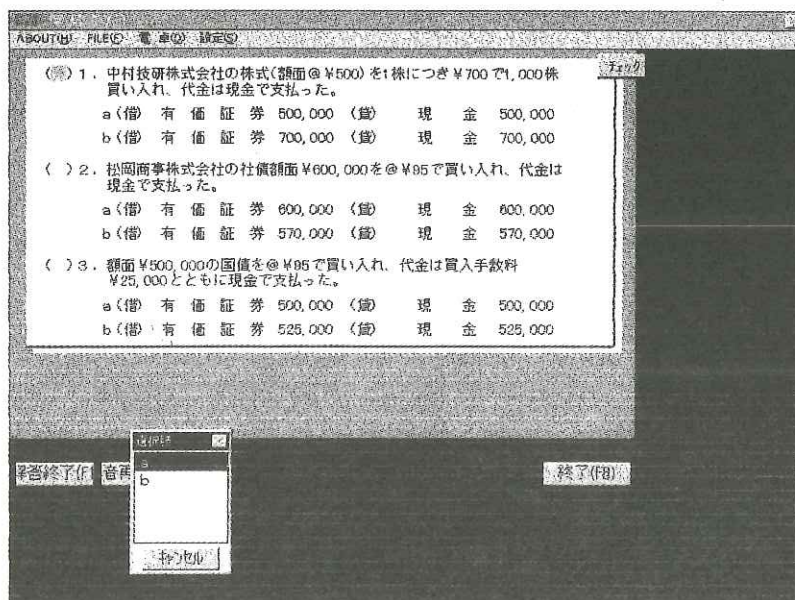 ABOUT(H) FILE(F) 電 卓(Q) 設定(S)
チェック
( ) 1. 中村技研株式会社の株式(額面@¥500) を1株につき¥700で1,000株
買い入れ、代金は現金で支払った。
a (借) 有 価 証 券 500,000 (貸) 現 金 500,000
b (借) 有 価 証 券 700,000 (貸) 現 金 700,000
( ) 2. 松岡商事株式会社の社債額面¥600,000を@¥95で買い入れ、代金は
現金で支払った。
a (借) 有 価 証 券 600,000 (貸) 現 金 600,000
b (借) 有 価 証 券 570,000 (貸) 現 金 570,000
( ) 3. 額面¥500,000の国債を@¥95で買い入れ、代金は買入手数料
¥25,000とともに現金で支払った。
a (借) 有 価 証 券 500,000 (貸) 現 金 500,000
b (借) 有 価 証 券 525,000 (貸) 現 金 525,000
選択肢
a
b
キャンセル
音再
終了(F8)